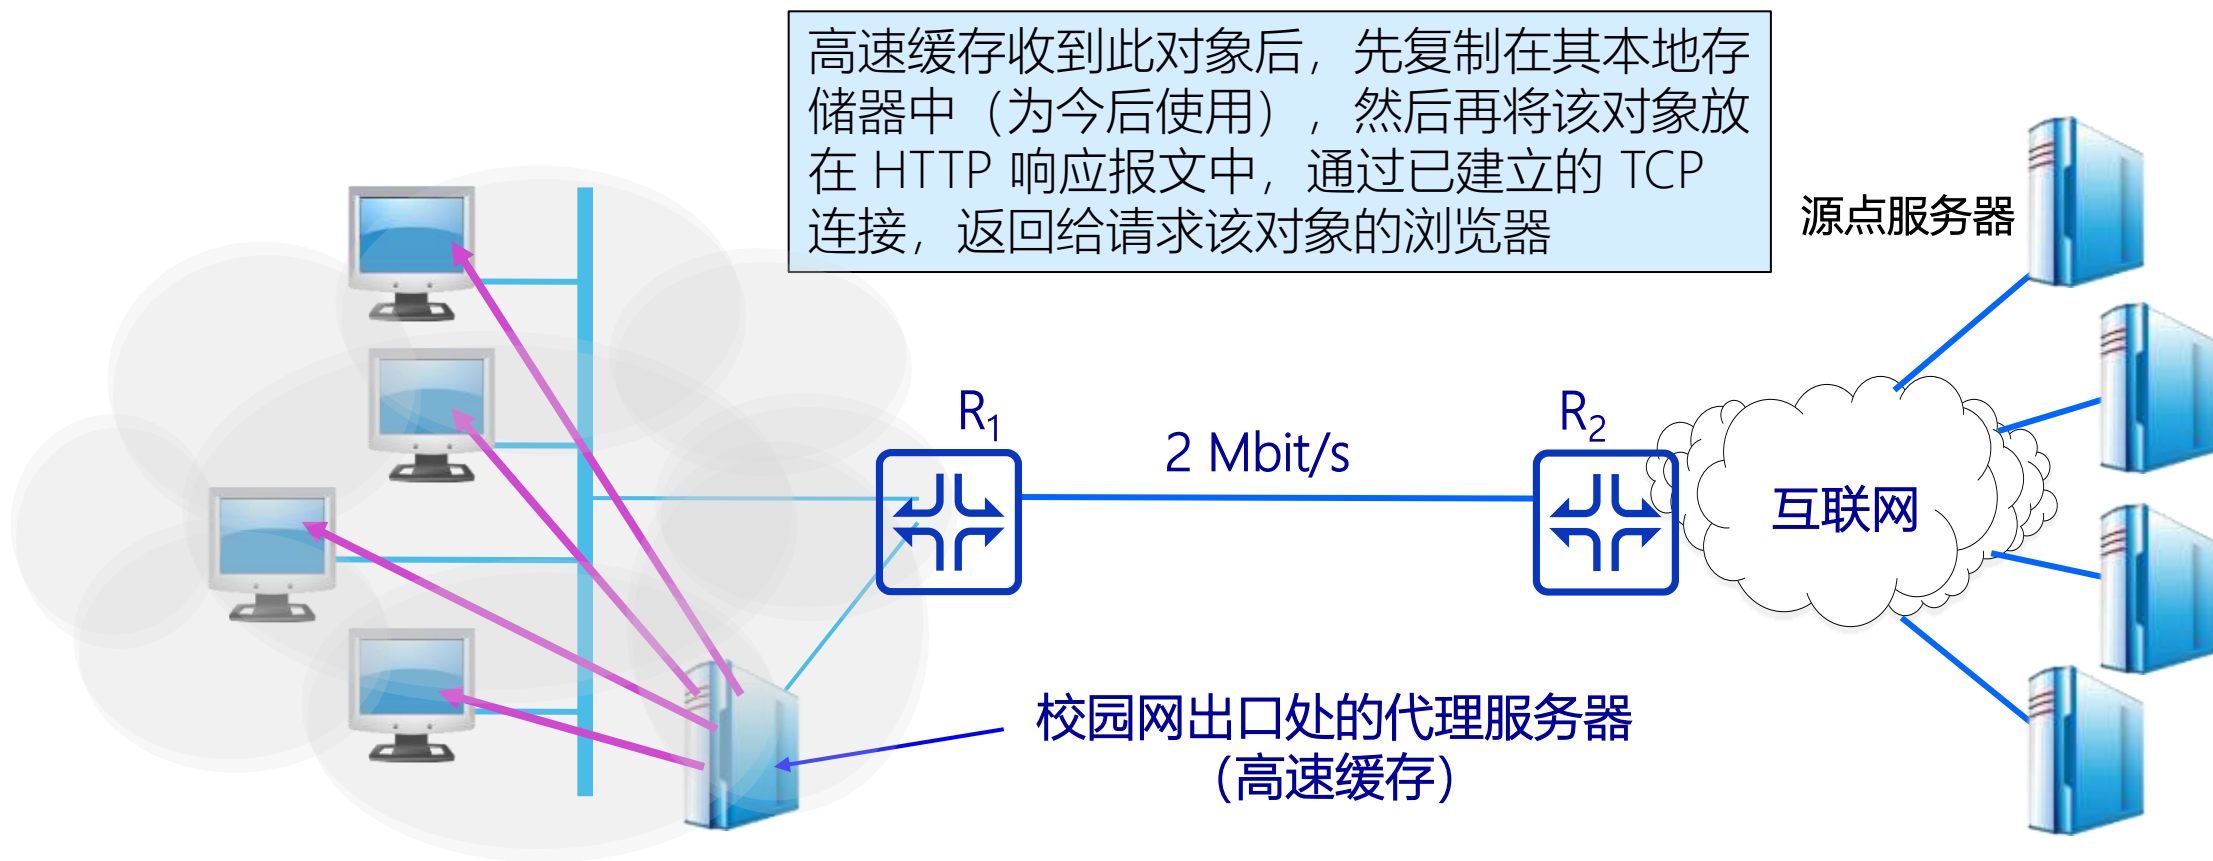 高速缓存收到此对象后，先复制在其本地存
储器中（为今后使用），然后再将该对象放
在 HTTP 响应报文中，通过已建立的 TCP
连接，返回给请求该对象的浏览器
源点服务器
R1
2 Mbit/s
R2
互联网
校园网出口处的代理服务器
（高速缓存）